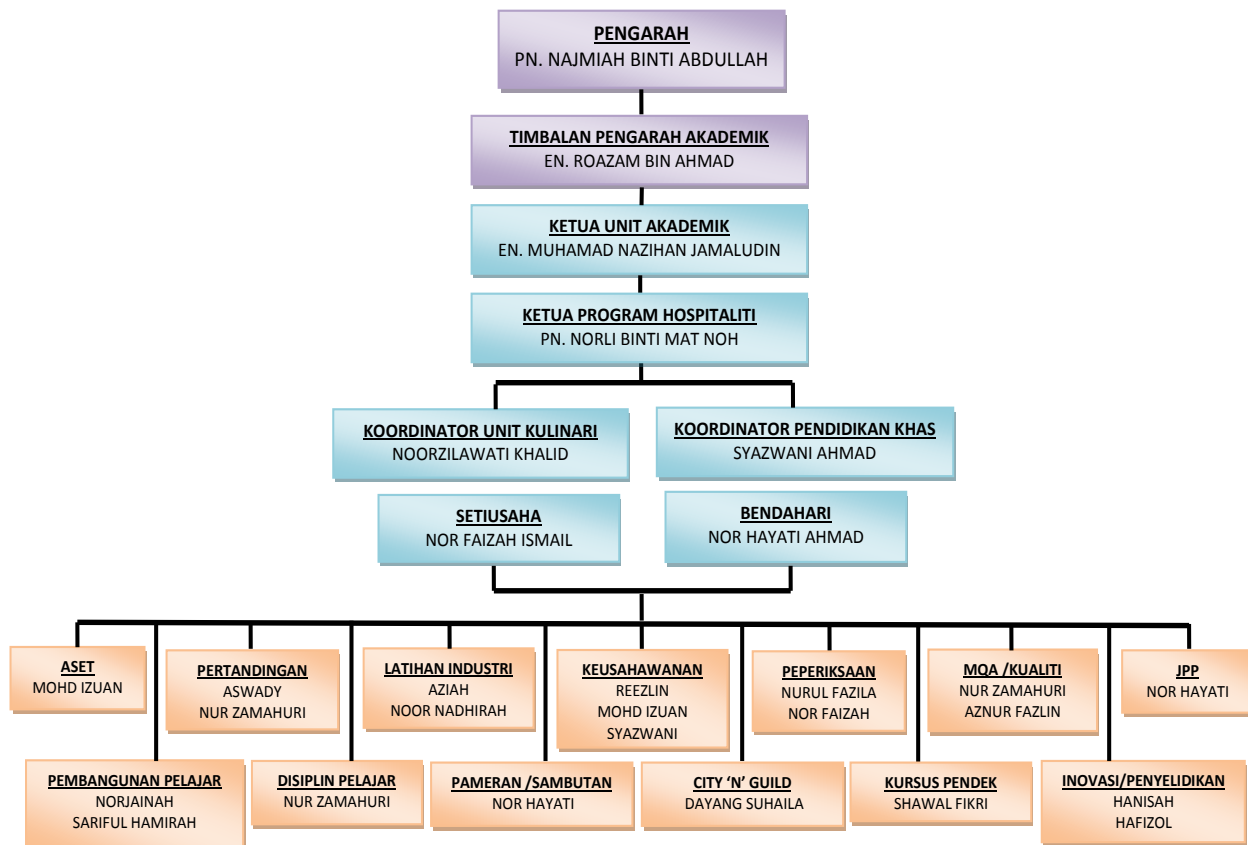 PENGARAH
PN. NAJMIAH BINTI ABDULLAH
TIMBALAN PENGARAH AKADEMIK
EN. ROAZAM BIN AHMAD
KETUA UNIT AKADEMIK
EN. MUHAMAD NAZIHAN JAMALUDIN
KETUA PROGRAM HOSPITALITI
PN. NORLI BINTI MAT NOH
KOORDINATOR UNIT KULINARI
NOORZILAWATI KHALID
KOORDINATOR PENDIDIKAN KHAS
SYAZWANI AHMAD
SETIUSAHA
NOR FAIZAH ISMAIL
BENDAHARI
NOR HAYATI AHMAD
ASET
MOHD IZUAN
PERTANDINGAN
ASWADY
NUR ZAMAHURI
LATIHAN INDUSTRI
AZIAH
NOOR NADHIRAH
KEUSAHAWANAN
REEZLIN
MOHD IZUAN
SYAZWANI
PEPERIKSAAN
NURUL FAZILA
NOR FAIZAH
MQA /KUALITI
NUR ZAMAHURI
AZNUR FAZLIN
JPP
NOR HAYATI
PEMBANGUNAN PELAJAR
NORJAINAH
SARIFUL HAMIRAH
DISIPLIN PELAJAR
NUR ZAMAHURI
PAMERAN /SAMBUTAN
NOR HAYATI
CITY ‘N’ GUILD
DAYANG SUHAILA
KURSUS PENDEK
SHAWAL FIKRI
INOVASI/PENYELIDIKAN
HANISAH
HAFIZOL